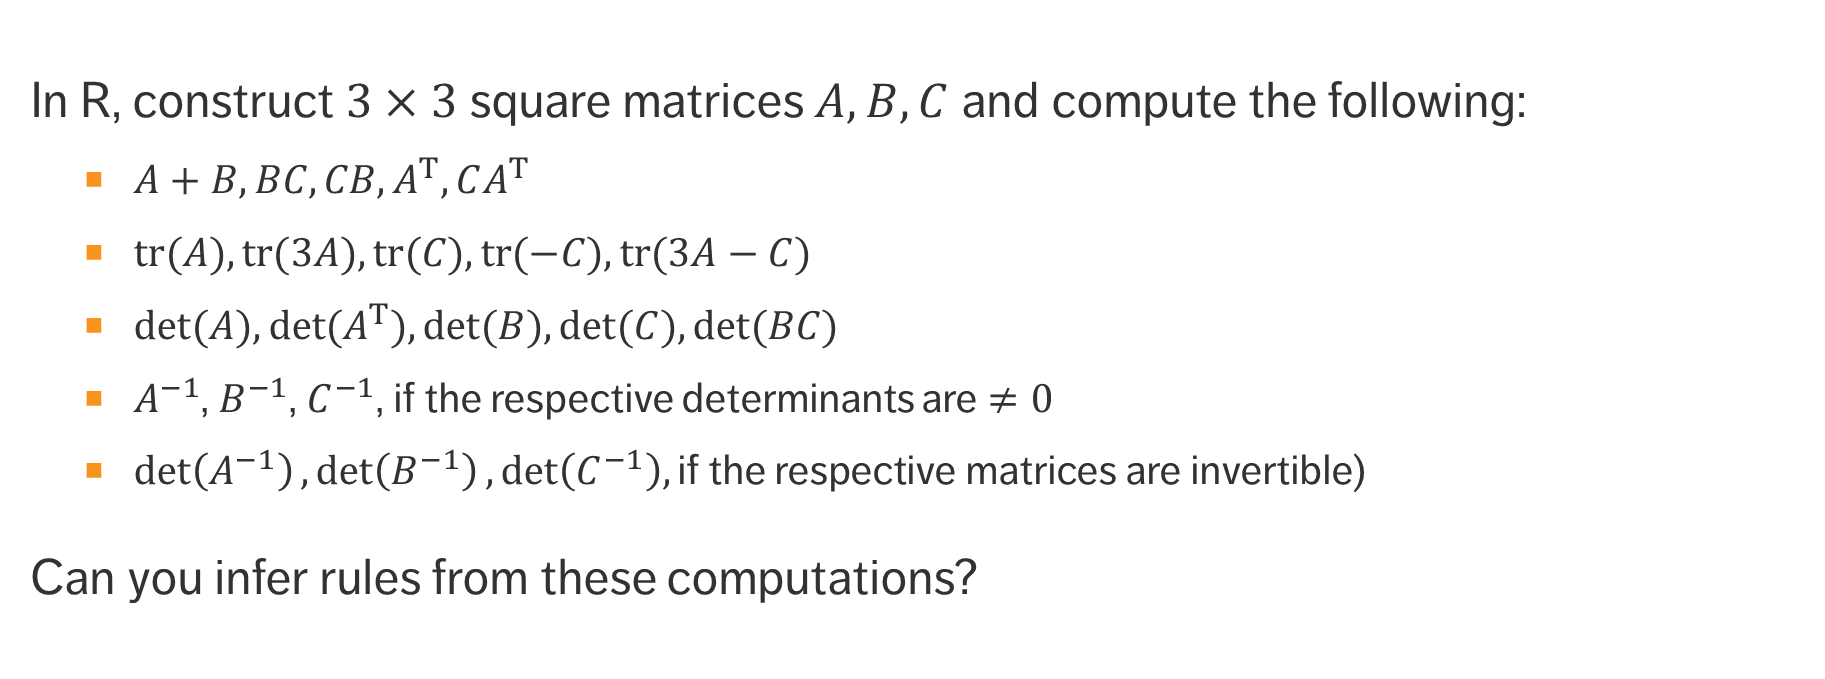 In R, construct 3 × 3 square matrices A, B, C and compute the following:
▪ A + B, BC, CB, Aᵀ, CAᵀ
▪ tr(A), tr(3A), tr(C), tr(−C), tr(3A − C)
▪ det(A), det(Aᵀ), det(B), det(C), det(BC)
▪ A⁻¹, B⁻¹, C⁻¹, if the respective determinants are ≠ 0
▪ det(A⁻¹), det(B⁻¹), det(C⁻¹), if the respective matrices are invertible)
Can you infer rules from these computations?